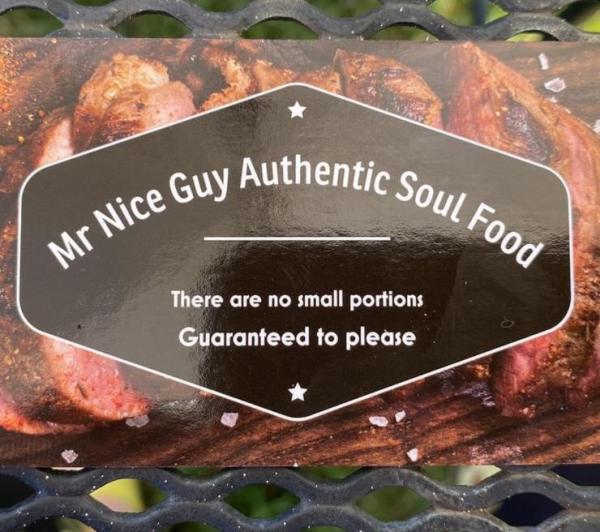 Mr Nice Guy Authentic Soul Food
There are no small portions
Guaranteed to please